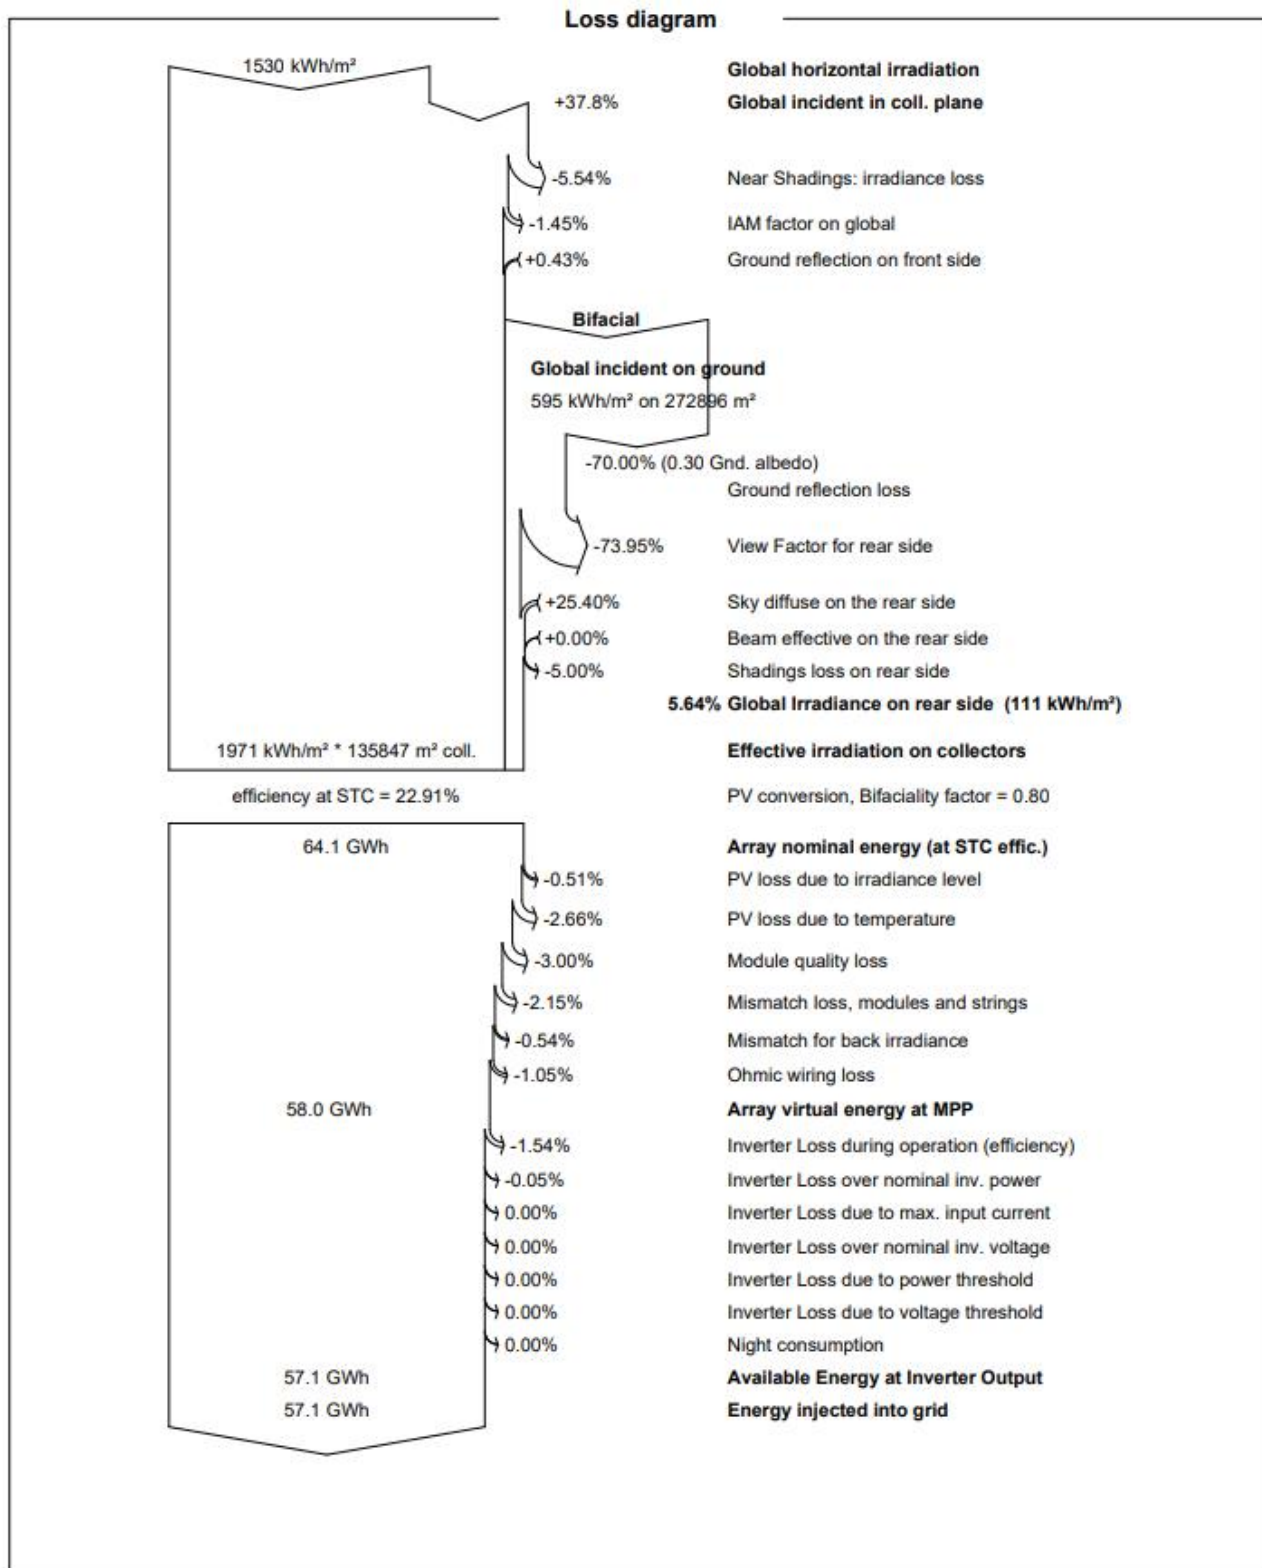 Loss diagram
1530 kWh/m² Global horizontal irradiation
+37.8% Global incident in coll. plane
-5.54% Near Shadings: irradiance loss
-1.45% IAM factor on global
+0.43% Ground reflection on front side
Bifacial
Global incident on ground
595 kWh/m² on 272896 m²
-70.00% (0.30 Gnd. albedo)
Ground reflection loss
-73.95% View Factor for rear side
+25.40% Sky diffuse on the rear side
+0.00% Beam effective on the rear side
-5.00% Shadings loss on rear side
5.64% Global Irradiance on rear side (111 kWh/m²)
1971 kWh/m² * 135847 m² coll. Effective irradiation on collectors
efficiency at STC = 22.91% PV conversion, Bifaciality factor = 0.80
64.1 GWh Array nominal energy (at STC effic.)
-0.51% PV loss due to irradiance level
-2.66% PV loss due to temperature
-3.00% Module quality loss
-2.15% Mismatch loss, modules and strings
-0.54% Mismatch for back irradiance
-1.05% Ohmic wiring loss
58.0 GWh Array virtual energy at MPP
-1.54% Inverter Loss during operation (efficiency)
-0.05% Inverter Loss over nominal inv. power
0.00% Inverter Loss due to max. input current
0.00% Inverter Loss over nominal inv. voltage
0.00% Inverter Loss due to power threshold
0.00% Inverter Loss due to voltage threshold
0.00% Night consumption
57.1 GWh Available Energy at Inverter Output
57.1 GWh Energy injected into grid